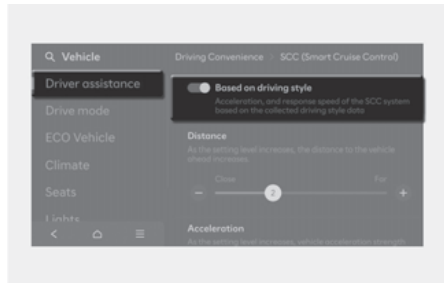 Vehicle
Driving Convenience > SCC (Smart Cruise Control)
Driver assistance
Drive mode
ECO Vehicle
Climate
Seats
Lights
Based on driving style
Acceleration, and response speed of the SCC system
based on the collected driving style data
Distance
As the setting level increases, the distance to the vehicle
ahead increases.
Close
Far
2
Acceleration
As the setting level increases, vehicle acceleration strength